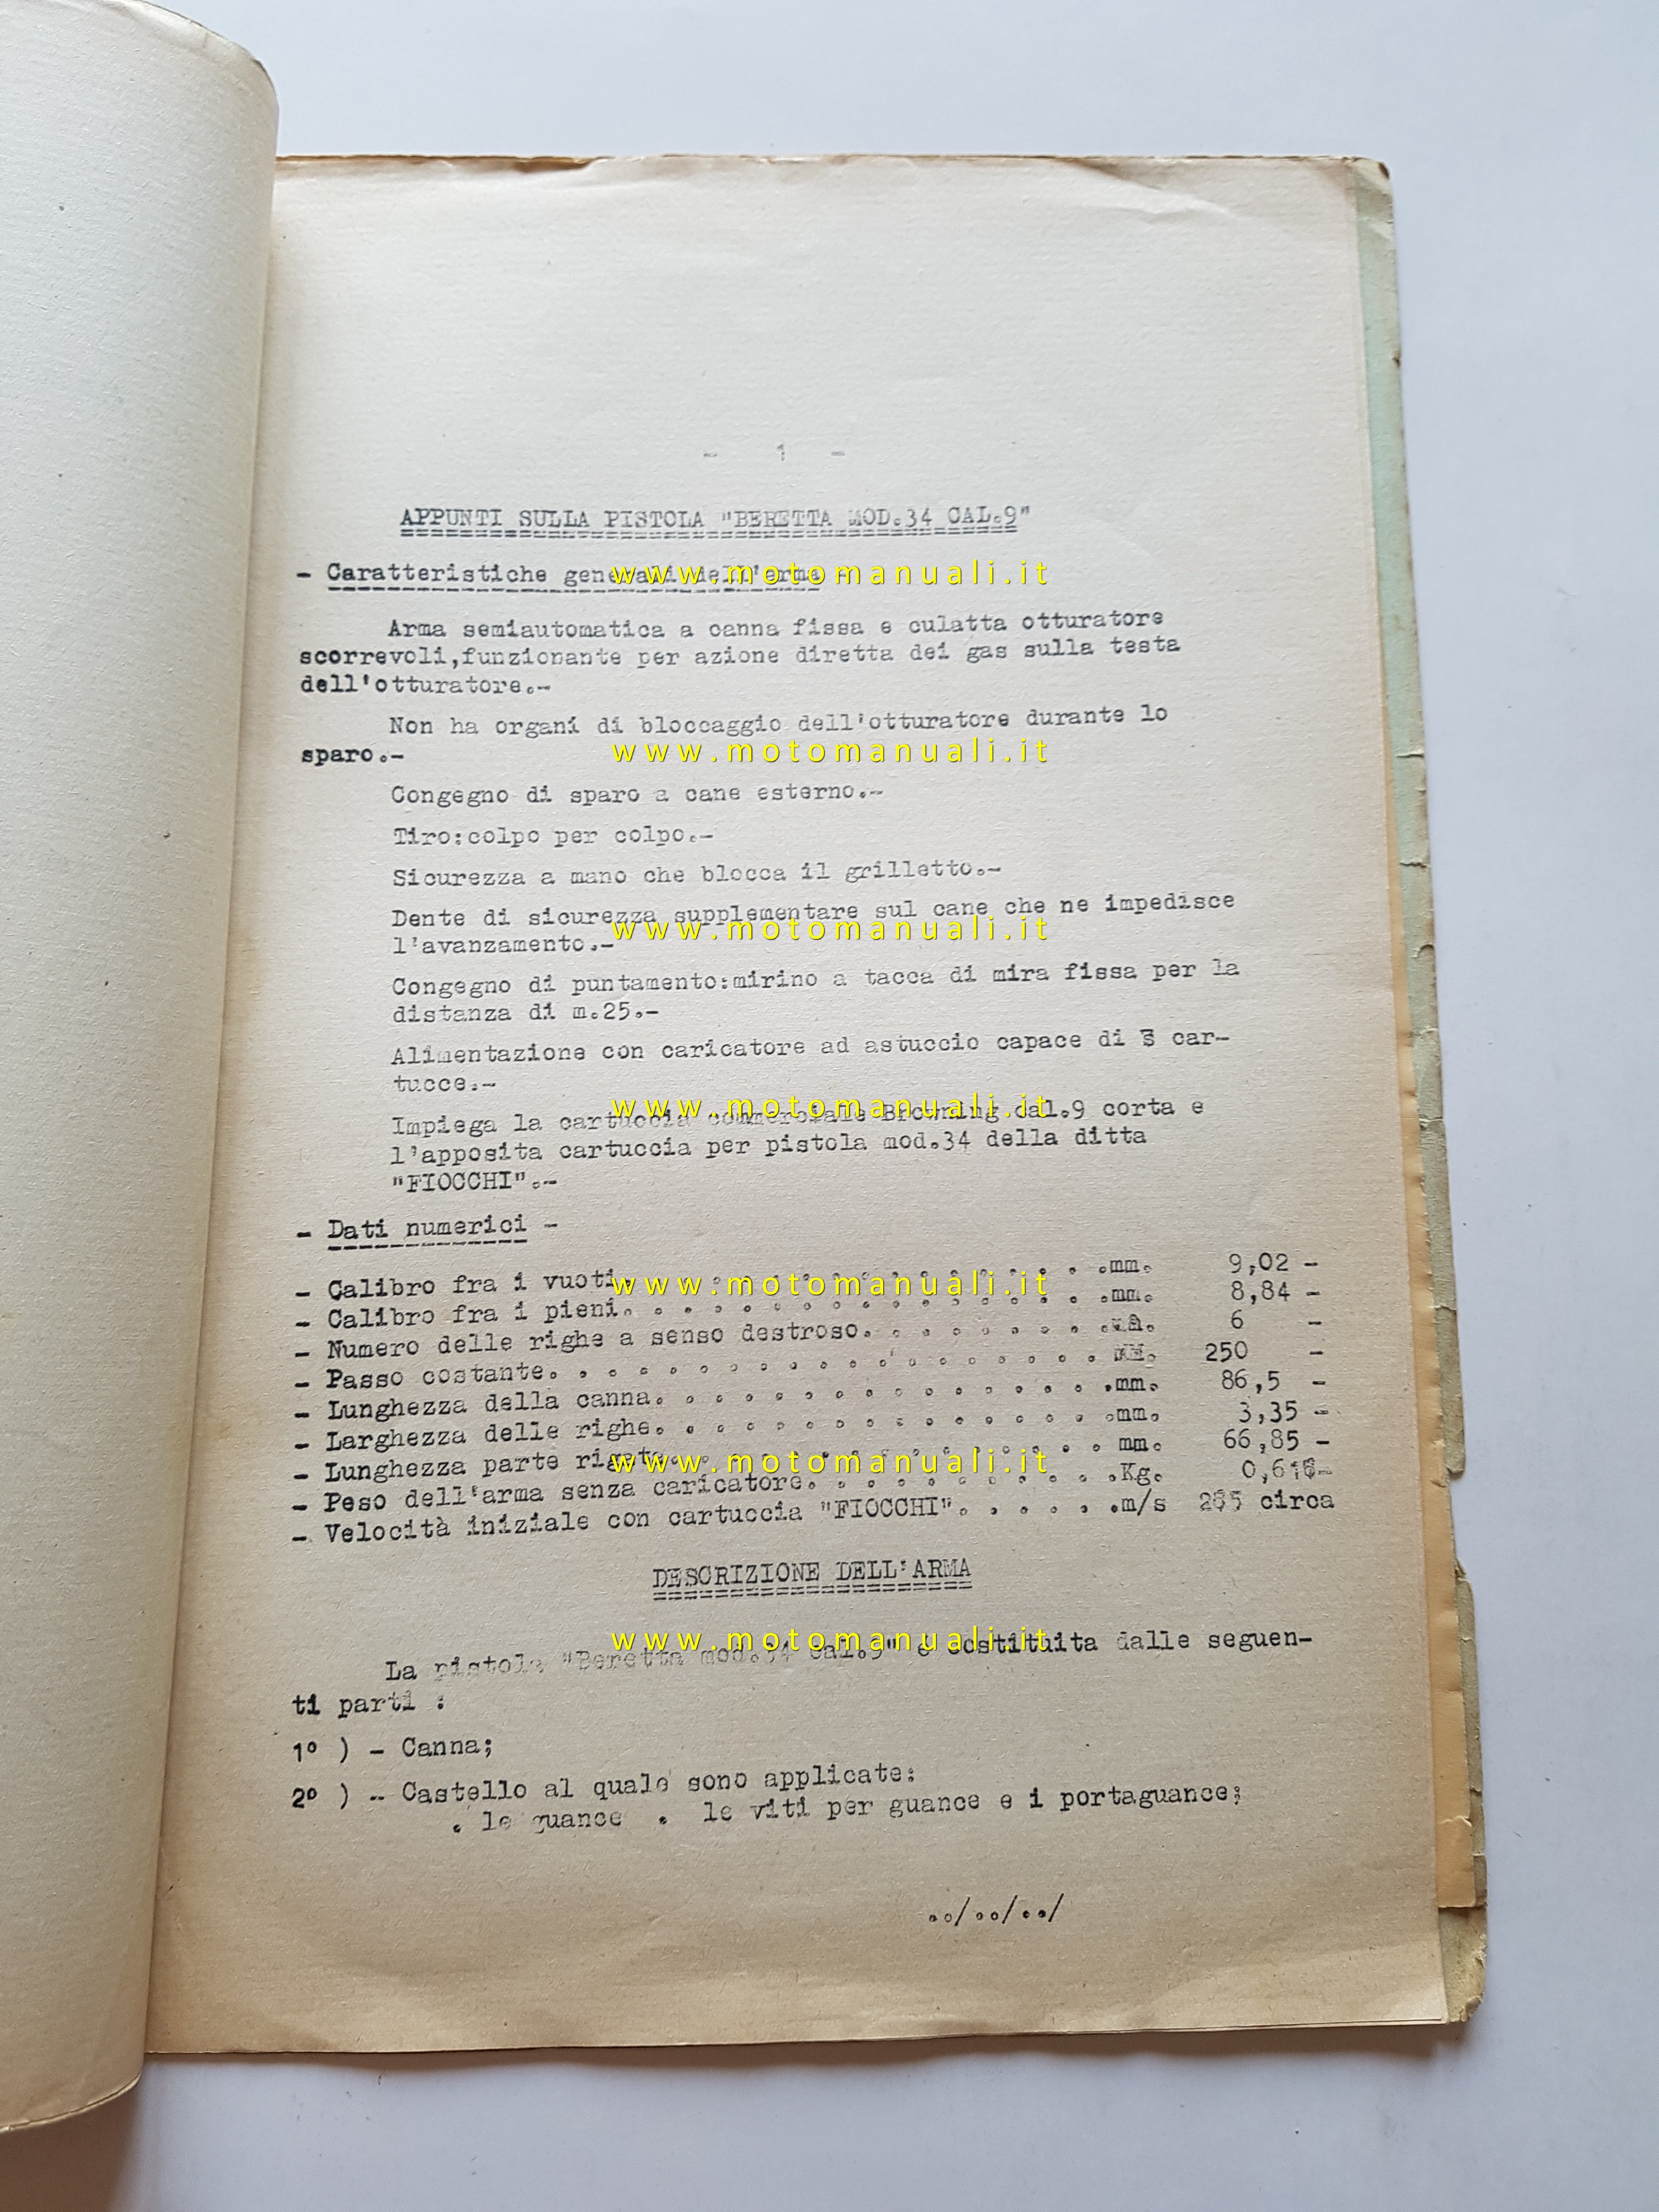 - 1 -
APPUNTI SULLA PISTOLA "BERETTA MOD.34 CAL.9"
- Caratteristiche generali dell'arma -
www.motomanuali.it
Arma semiautomatica a canna fissa e culatta otturatore
scorrevoli,funzionante per azione diretta dei gas sulla testa
dell'otturatore.-
Non ha organi di bloccaggio dell'otturatore durante lo
sparo.-
www.motomanuali.it
Congegno di sparo a cane esterno.-
Tiro:colpo per colpo.-
Sicurezza a mano che blocca il grilletto.-
Dente di sicurezza supplementare sul cane che ne impedisce
www.motomanuali.it
l'avanzamento.-
Congegno di puntamento:mirino a tacca di mira fissa per la
distanza di m.25.-
Alimentazione con caricatore ad astuccio capace di car-
tucce.-
www.motomanuali.it
Impiega la cartuccia commerciale Browning cal.9 corta e
l'apposita cartuccia per pistola mod.34 della ditta
"FIOCCHI".-
- Dati numerici -
- Calibro fra i vuoti. . . . . . . . . . . . . . . .mm. 9,02 -
www.motomanuali.it
- Calibro fra i pieni. . . . . . . . . . . . . . . .mm. 8,84 -
- Numero delle righe a senso destroso. . . . . . . . 6 -
- Passo costante. . . . . . . . . . . . . . . . . . . 250 -
- Lunghezza della canna. . . . . . . . . . . . . . .mm. 86,5 -
- Larghezza delle righe. . . . . . . . . . . . . . .mm. 3,35 -
- Lunghezza parte rigata. . . . . . . . . . . . . . mm. 66,85 -
www.motomanuali.it
- Peso dell'arma senza caricatore. . . . . . . . . .Kg.
- Velocità iniziale con cartuccia "FIOCCHI". . . . . .m/s circa
DESCRIZIONE DELL'ARMA
www.motomanuali.it
La pistola "Beretta mod.34 cal.9" è costituita dalle seguen-
ti parti :
1° ) - Canna;
2° ) - Castello al quale sono applicate:
. le guance . le viti per guance e i portaguance;
../../../